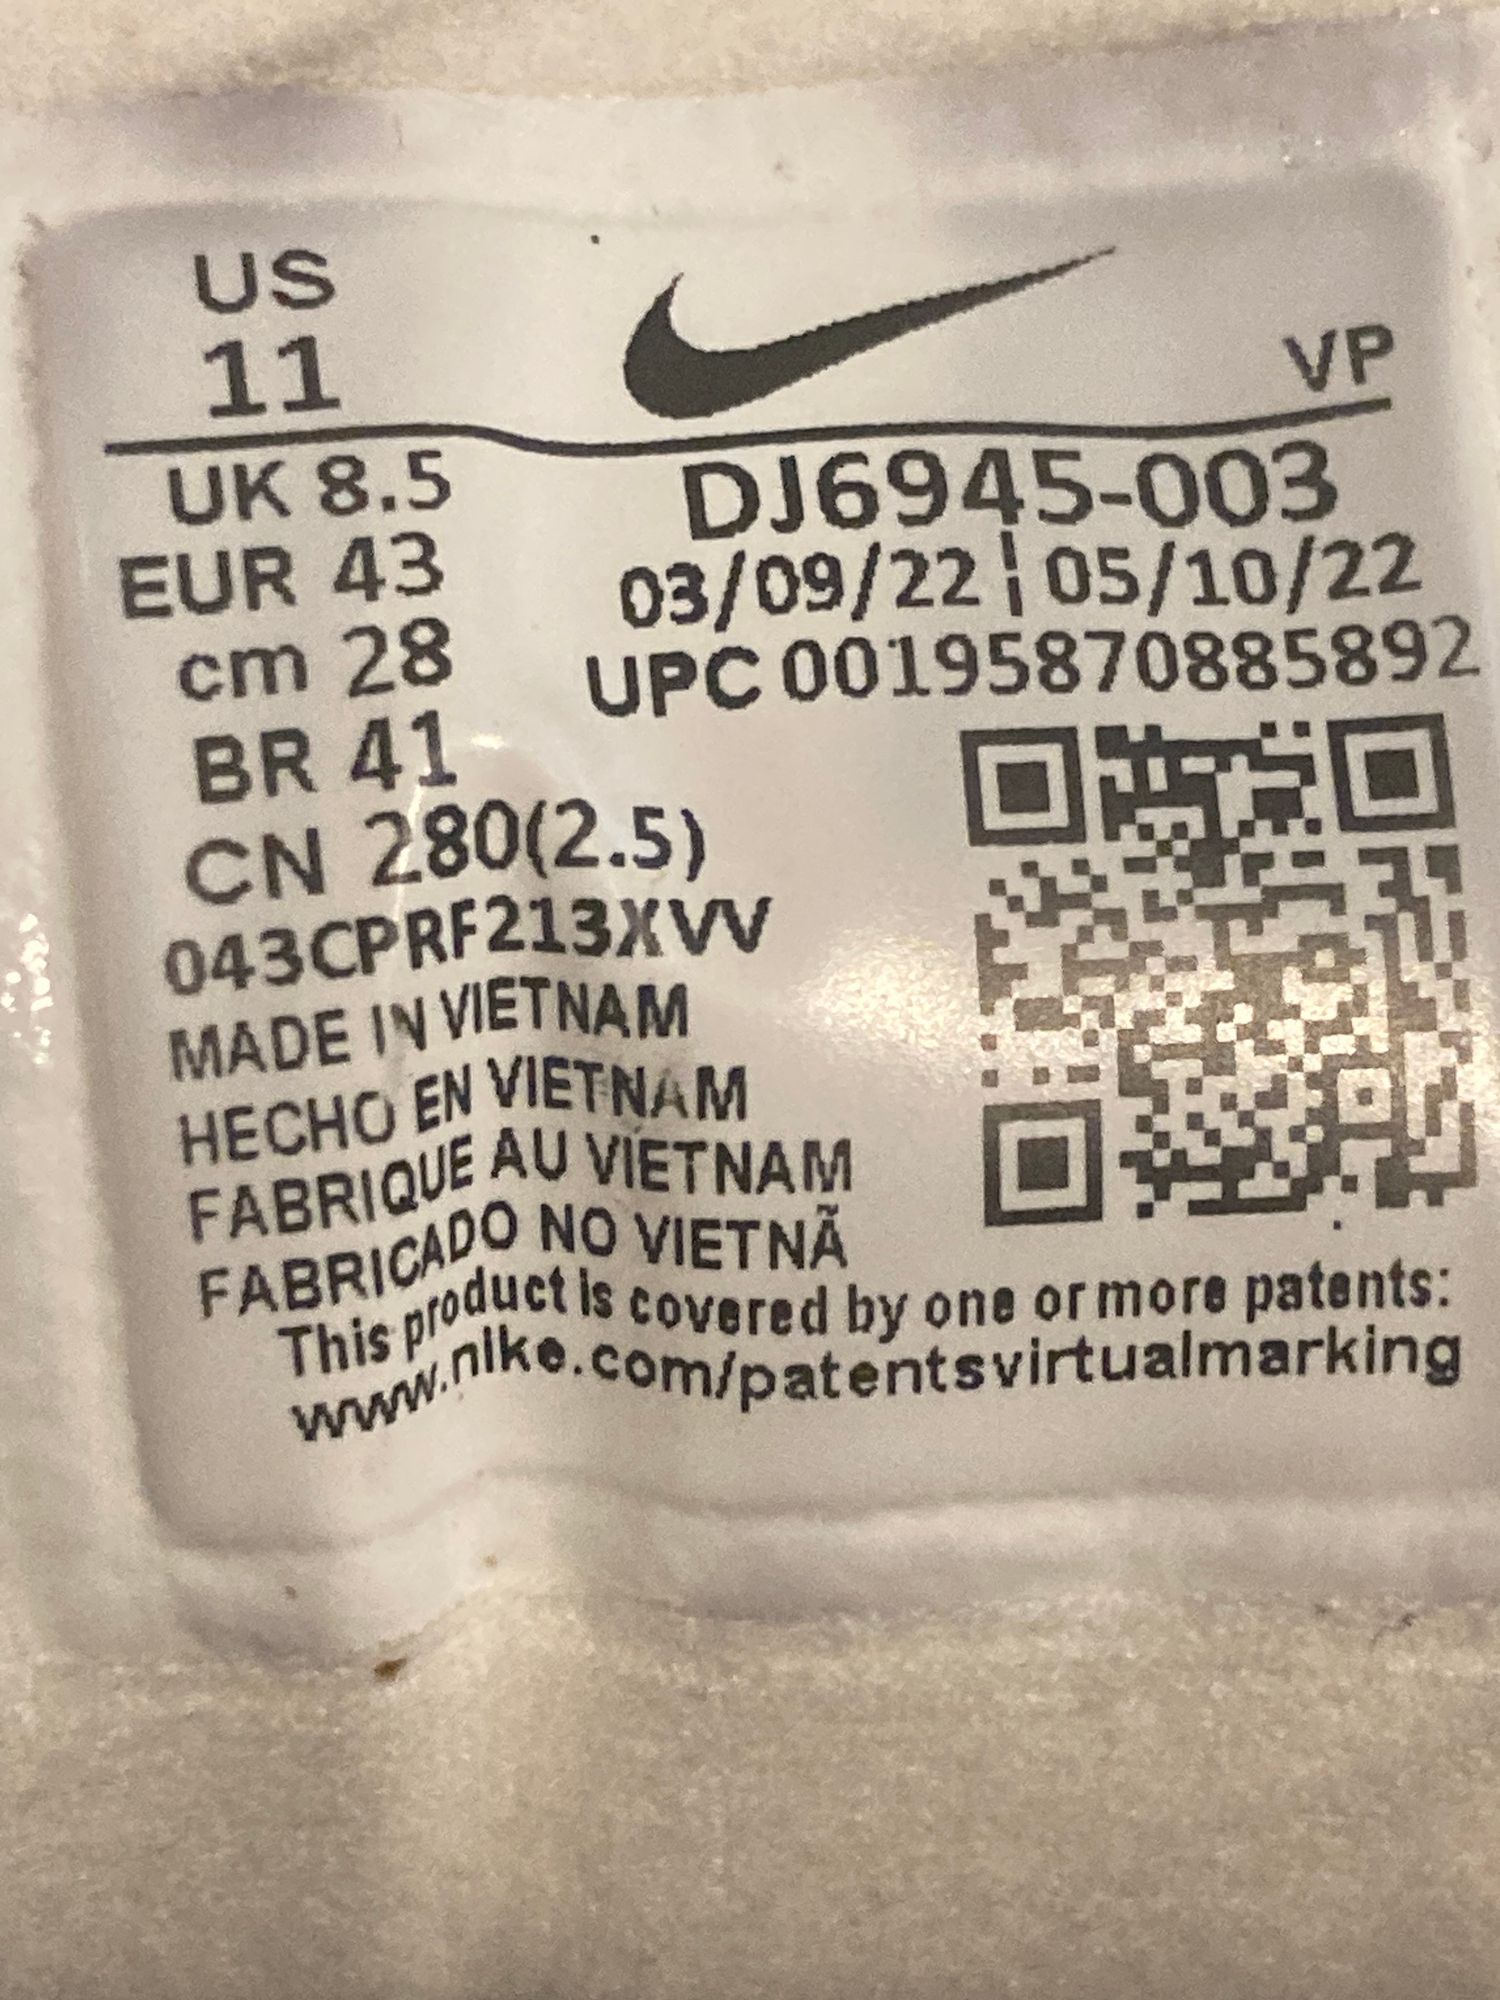 US
11
VP
UK 8.5
DJ6945-003
EUR 43
03/09/22 ¦ 05/10/22
cm 28
UPC 00195870885892
BR 41
CN 280(2.5)
043CPRF213XVV
MADE IN VIETNAM
HECHO EN VIETNAM
FABRIQUE AU VIETNAM
FABRICADO NO VIETNÃ
This product is covered by one or more patents:
www.nike.com/patentsvirtualmarking